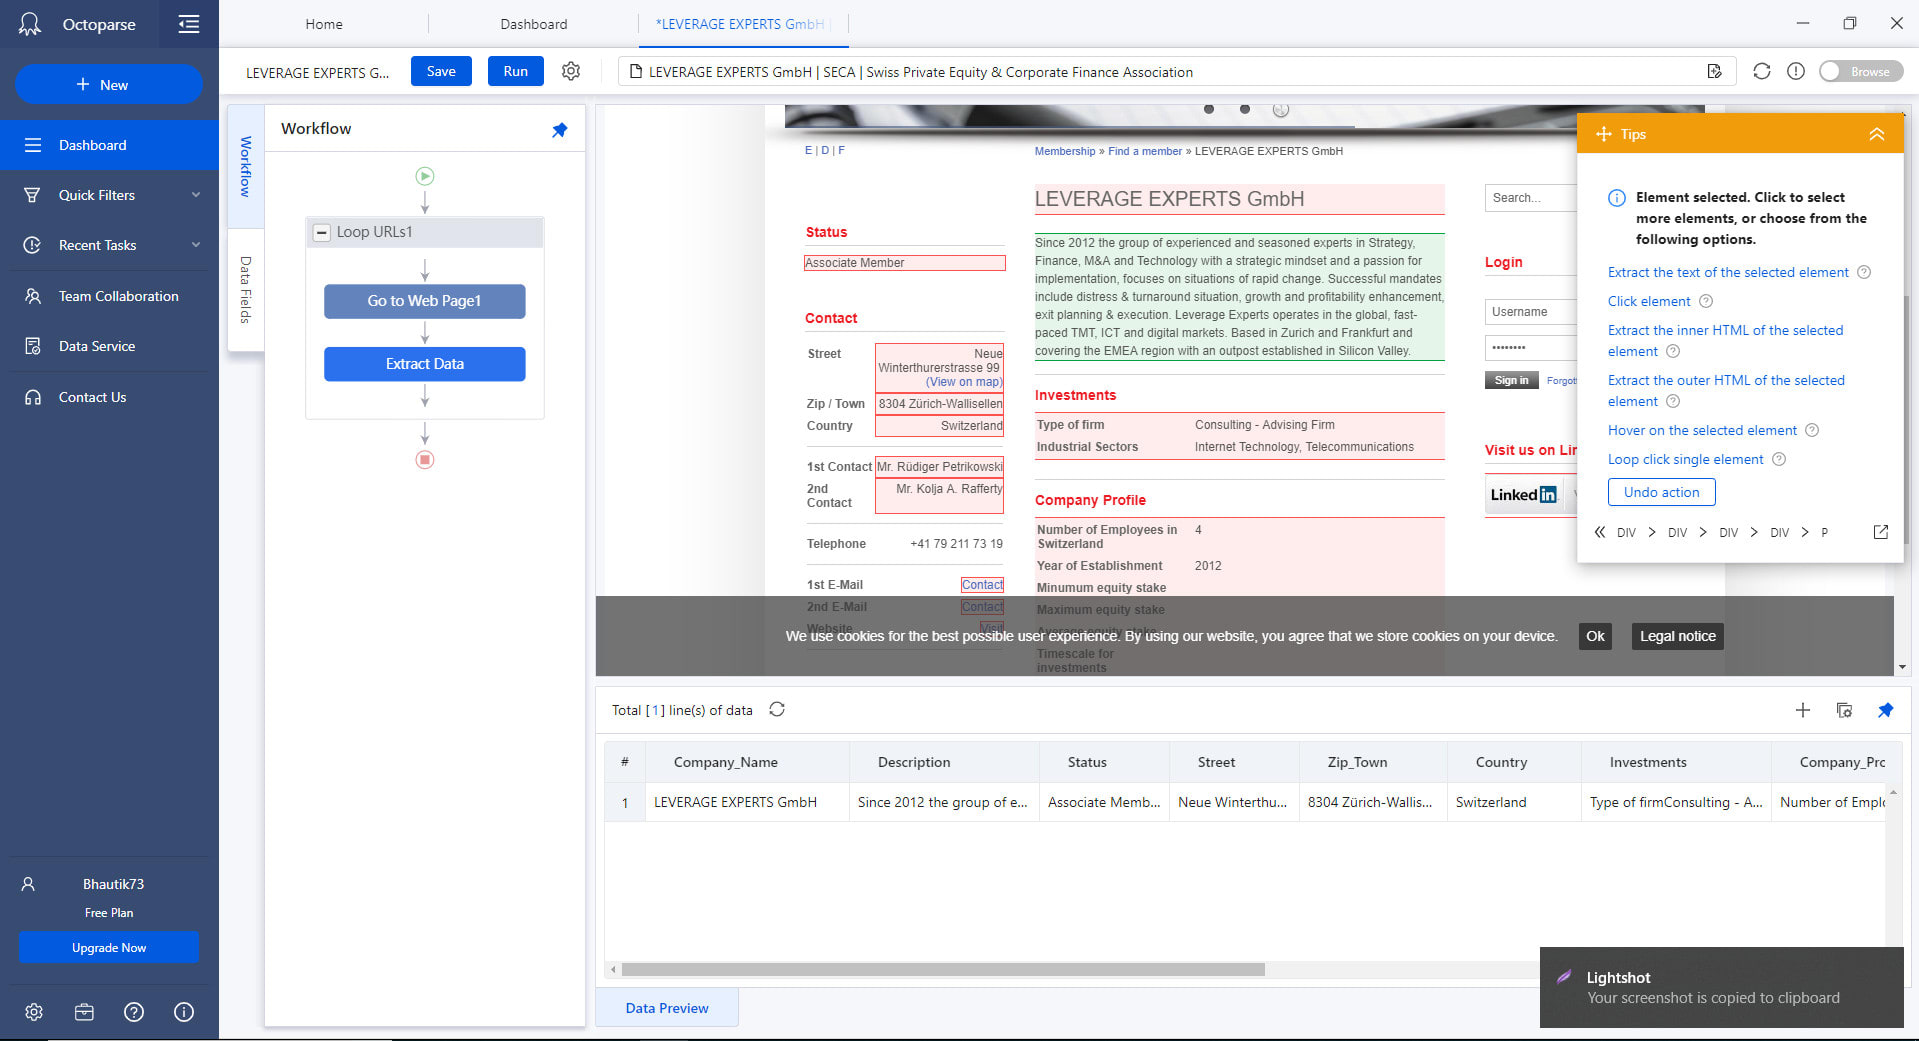 Octoparse
Home
Dashboard
*LEVERAGE EXPERTS GmbH
New
LEVERAGE EXPERTS G...
Save
Run
LEVERAGE EXPERTS GmbH | SECA | Swiss Private Equity & Corporate Finance Association
Browse
Dashboard
Quick Filters
Recent Tasks
Team Collaboration
Data Service
Contact Us
Bhautik73
Free Plan
Upgrade Now
Workflow
Data Fields
Workflow
Loop URLs1
Go to Web Page1
Extract Data
E | D | F
Membership » Find a member » LEVERAGE EXPERTS GmbH
Status
Associate Member
Contact
Street
Neue
Winterthurerstrasse 99
(View on map)
Zip / Town
8304 Zürich-Wallisellen
Country
Switzerland
1st Contact
Mr. Rüdiger Petrikowski
2nd
Contact
Mr. Kolja A. Rafferty
Telephone
+41 79 211 73 19
1st E-Mail
Contact
2nd E-Mail
Contact
Website
Visit
LEVERAGE EXPERTS GmbH
Since 2012 the group of experienced and seasoned experts in Strategy,
Finance, M&A and Technology with a strategic mindset and a passion for
implementation, focuses on situations of rapid change. Successful mandates
include distress & turnaround situation, growth and profitability enhancement,
exit planning & execution. Leverage Experts operates in the global, fast-
paced TMT, ICT and digital markets. Based in Zurich and Frankfurt and
covering the EMEA region with an outpost established in Silicon Valley.
Investments
Type of firm
Consulting - Advising Firm
Industrial Sectors
Internet Technology, Telecommunications
Company Profile
Number of Employees in
Switzerland
4
Year of Establishment
2012
Minumum equity stake
Maximum equity stake
Average equity stake
Timescale for
investments
Search...
Login
Username
••••••••
Sign in
Forgot
Visit us on Lin
Linked in
We use cookies for the best possible user experience. By using our website, you agree that we store cookies on your device.
Ok
Legal notice
Tips
Element selected. Click to select
more elements, or choose from the
following options.
Extract the text of the selected element
Click element
Extract the inner HTML of the selected
element
Extract the outer HTML of the selected
element
Hover on the selected element
Loop click single element
Undo action
« DIV > DIV > DIV > DIV > P
Total [1] line(s) of data
# Company_Name Description Status Street Zip_Town Country Investments Company_Pro
1 LEVERAGE EXPERTS GmbH Since 2012 the group of e... Associate Memb... Neue Winterthu... 8304 Zürich-Wallis... Switzerland Type of firmConsulting - A... Number of Emplo
Data Preview
Lightshot
Your screenshot is copied to clipboard